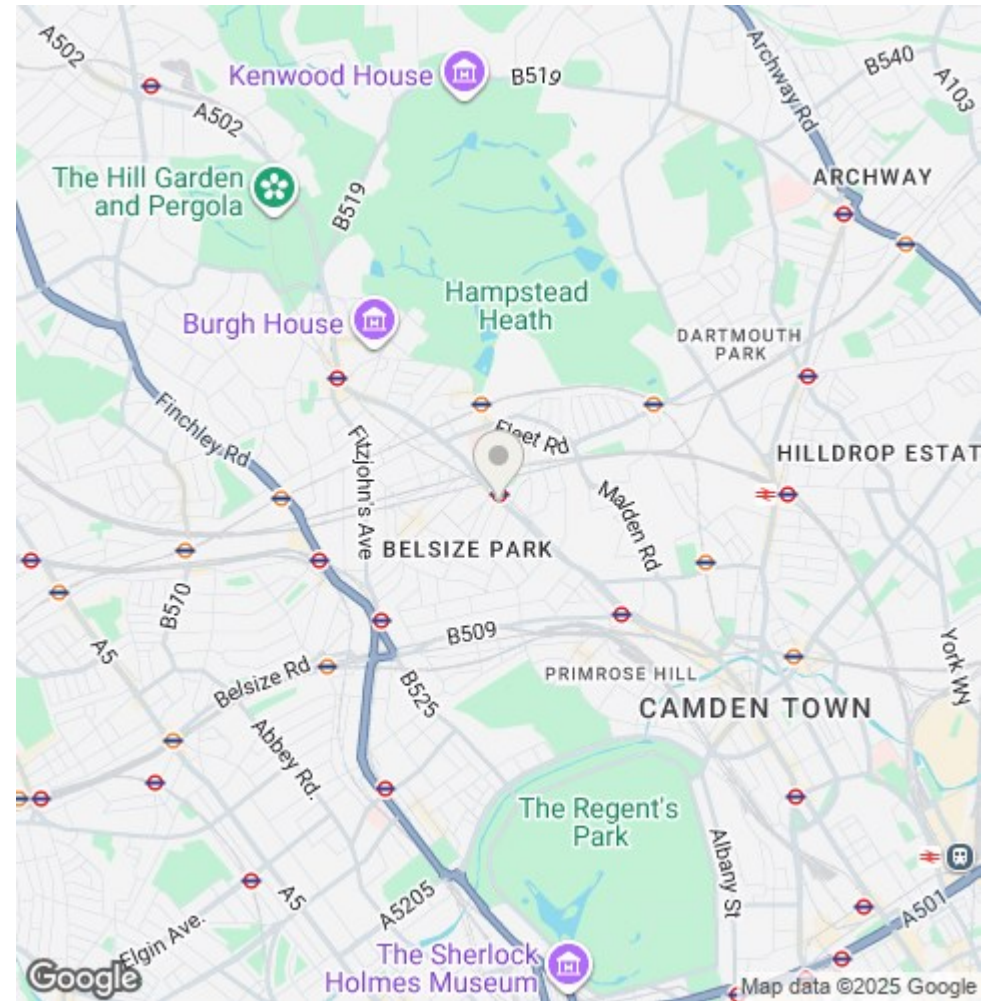 A502
Kenwood House
B519
B540
A103
Archway Rd
A502
The Hill Garden
and Pergola
B519
ARCHWAY
Hampstead
Heath
Burgh House
DARTMOUTH
PARK
Finchley Rd
Fitzjohn's Ave
Fleet Rd
HILLDROP ESTAT
Malden Rd
BELSIZE PARK
B510
A5
B509
Belsize Rd
B525
PRIMROSE HILL
York Wy
CAMDEN TOWN
Abbey Rd.
The Regent's
Park
Albany St
A5
A5205
A501
Elgin Ave.
The Sherlock
Holmes Museum
Google
Map data ©2025 Google